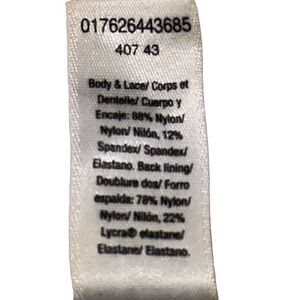 017626443685
407 43
Body & Lace/ Corps et
Dentelle/ Cuerpo y
Encaje: 88% Nylon/
Nylon/ Nilón, 12%
Spandex/ Spandex/
Elastano. Back lining/
Doublure dos/ Forro
espalda: 78% Nylon/
Nylon/ Nilón, 22%
Lycra® elastane/
Elastane/ Elastano.